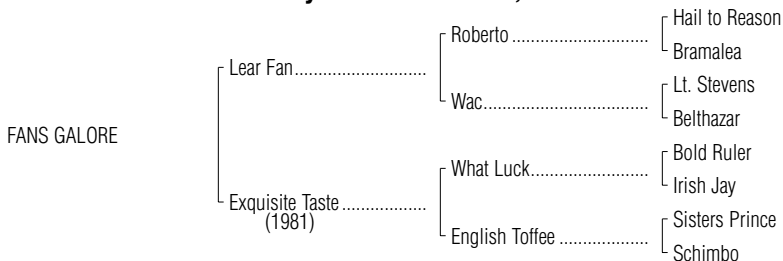 Hail to Reason
Roberto ..............................
Bramalea
Lear Fan.............................
Lt. Stevens
Wac.....................................
Belthazar
FANS GALORE
Bold Ruler
What Luck..........................
Irish Jay
Exquisite Taste ..................
(1981)
Sisters Prince
English Toffee ...................
Schimbo